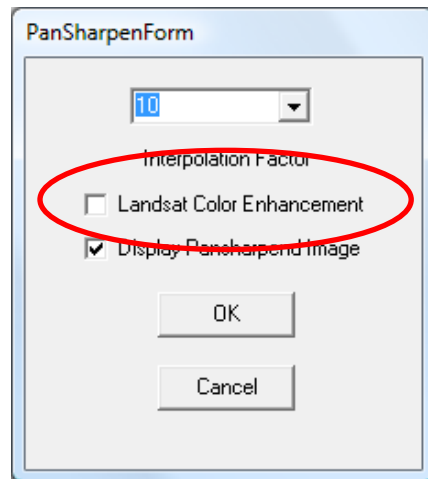 PanSharpenForm
10
Interpolation Factor
Landsat Color Enhancement
Display Pansharpend Image
OK
Cancel